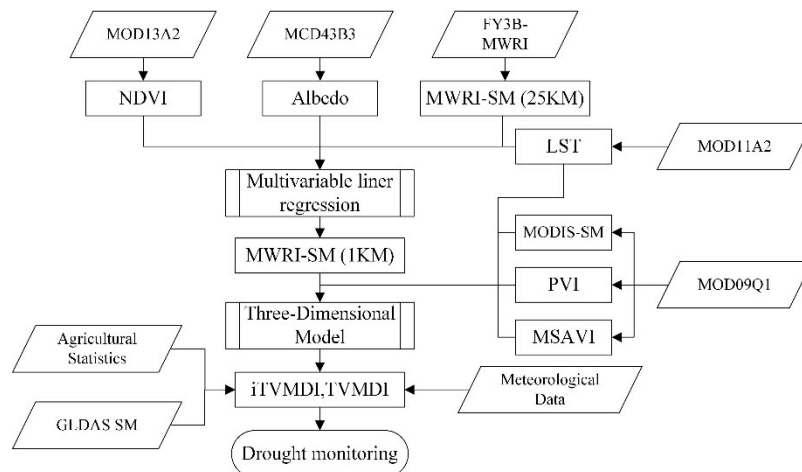 MOD13A2
MCD43B3
FY3B-
MWRI
NDVI
Albedo
MWRI-SM (25KM)
LST
MOD11A2
Multivariable liner
regression
MODIS-SM
MWRI-SM (1KM)
PVI
MOD09Q1
Three-Dimensional
Model
MSAVI
Agricultural
Statistics
iTVMDI,TVMDI
Meteorological
Data
GLDAS SM
Drought monitoring